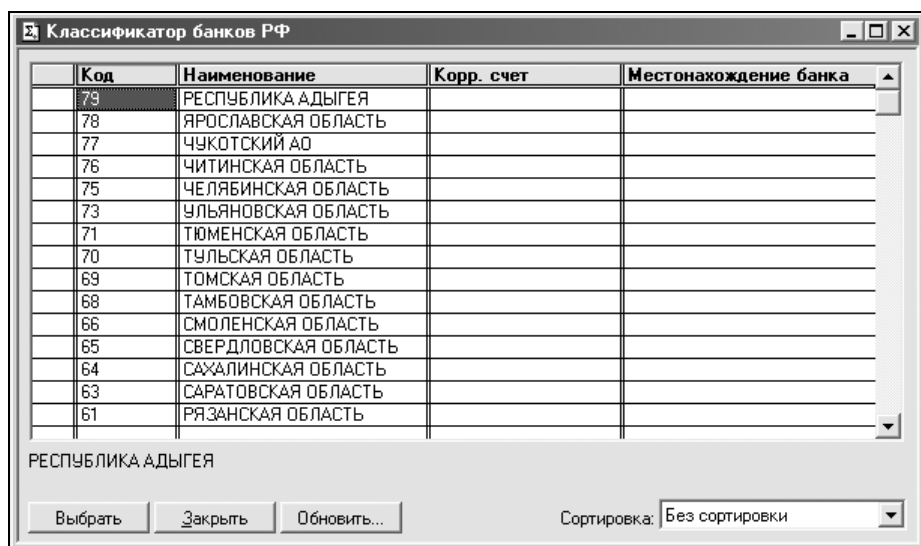 Классификатор банков РФ
Код Наименование Корр. счет Местонахождение банка
79 РЕСПУБЛИКА АДЫГЕЯ
78 ЯРОСЛАВСКАЯ ОБЛАСТЬ
77 ЧУКОТСКИЙ АО
76 ЧИТИНСКАЯ ОБЛАСТЬ
75 ЧЕЛЯБИНСКАЯ ОБЛАСТЬ
73 УЛЬЯНОВСКАЯ ОБЛАСТЬ
71 ТЮМЕНСКАЯ ОБЛАСТЬ
70 ТУЛЬСКАЯ ОБЛАСТЬ
69 ТОМСКАЯ ОБЛАСТЬ
68 ТАМБОВСКАЯ ОБЛАСТЬ
66 СМОЛЕНСКАЯ ОБЛАСТЬ
65 СВЕРДЛОВСКАЯ ОБЛАСТЬ
64 САХАЛИНСКАЯ ОБЛАСТЬ
63 САРАТОВСКАЯ ОБЛАСТЬ
61 РЯЗАНСКАЯ ОБЛАСТЬ
РЕСПУБЛИКА АДЫГЕЯ
Выбрать Закрыть Обновить... Сортировка: Без сортировки